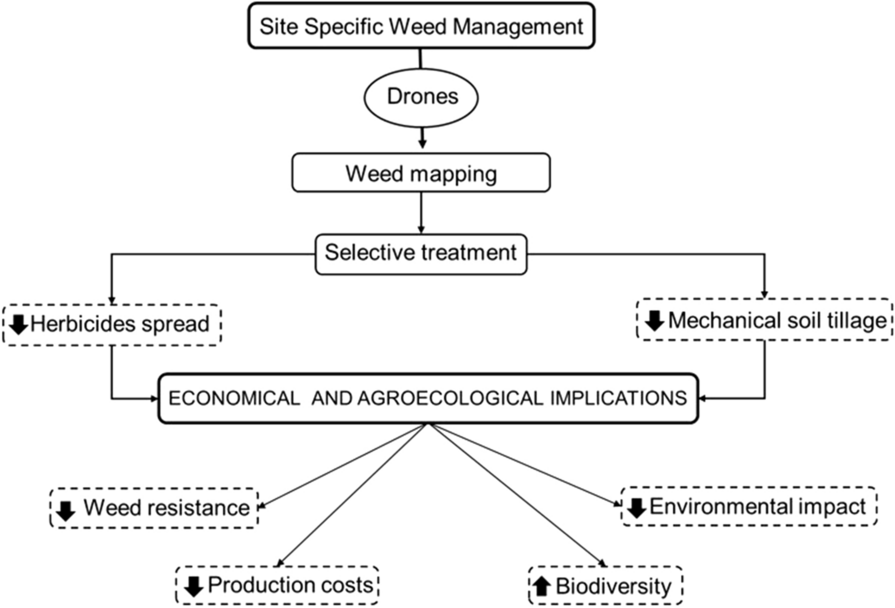 Site Specific Weed Management
Drones
Weed mapping
Selective treatment
Herbicides spread
Mechanical soil tillage
ECONOMICAL AND AGROECOLOGICAL IMPLICATIONS
Weed resistance
Environmental impact
Production costs
Biodiversity